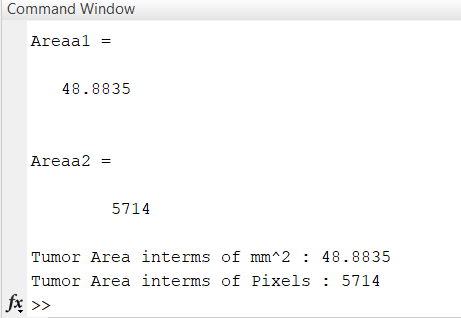 Command Window
Areaa1 =
48.8835
Areaa2 =
5714
Tumor Area interms of mm^2 : 48.8835
Tumor Area interms of Pixels : 5714
fx >>